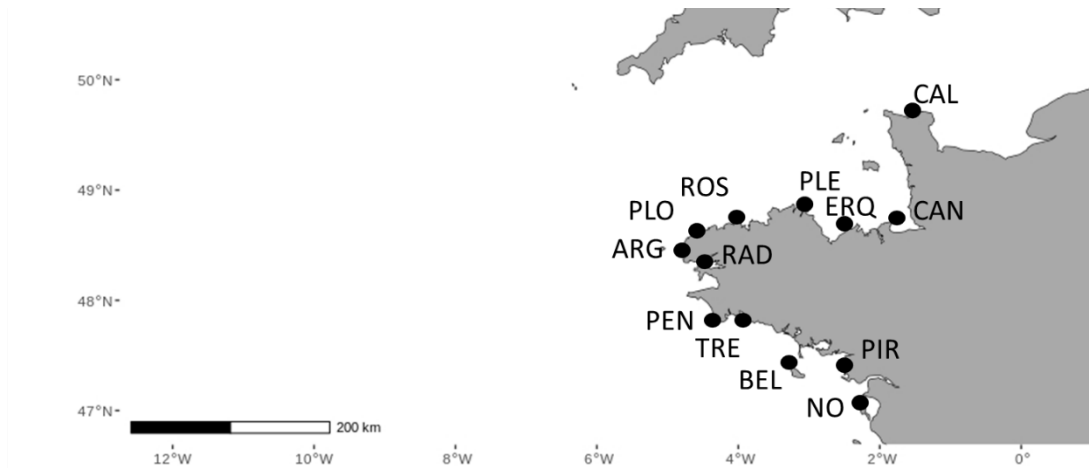 50°N
CAL
49°N
ROS
PLE
PLO
ERQ
CAN
ARG
RAD
48°N
PEN
TRE
PIR
BEL
47°N
NO
200 km
12°W
10°W
8°W
6°W
4°W
2°W
0°